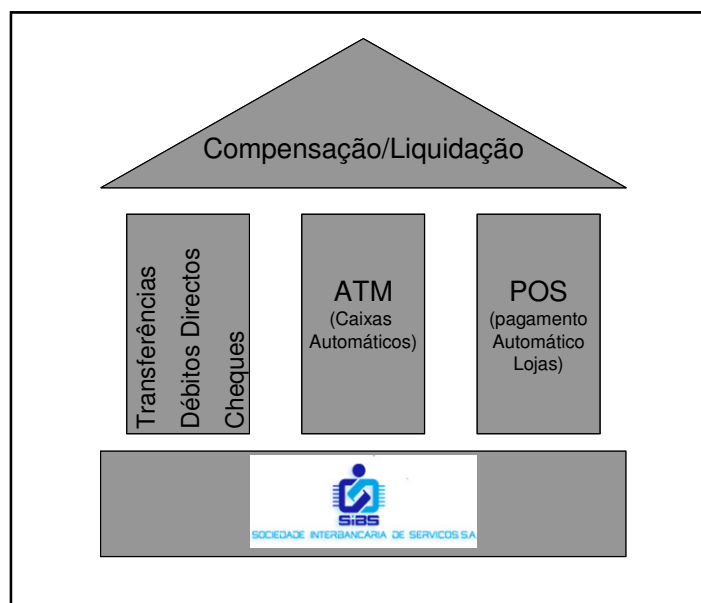 Compensação/Liquidação
Transferências
Débitos Directos
Cheques
ATM
(Caixas
Automáticos)
POS
(pagamento
Automático
Lojas)
SIBS
SOCIEDADE INTERBANCARIA DE SERVICOS, S.A